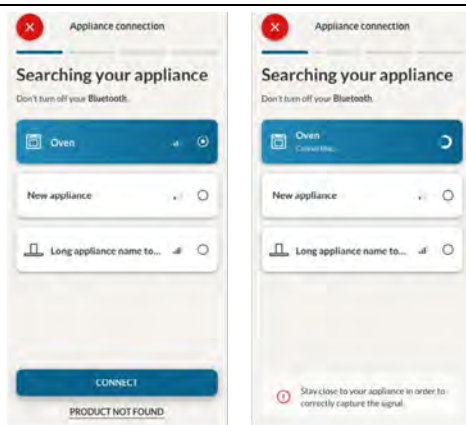 Appliance connection
Searching your appliance
Don't turn off your Bluetooth.
Oven
New appliance
Long appliance name to...
CONNECT
PRODUCT NOT FOUND
Appliance connection
Searching your appliance
Don't turn off your Bluetooth.
Oven
New appliance
Long appliance name to...
Stay close to your appliance in order to
correctly capture the signal.